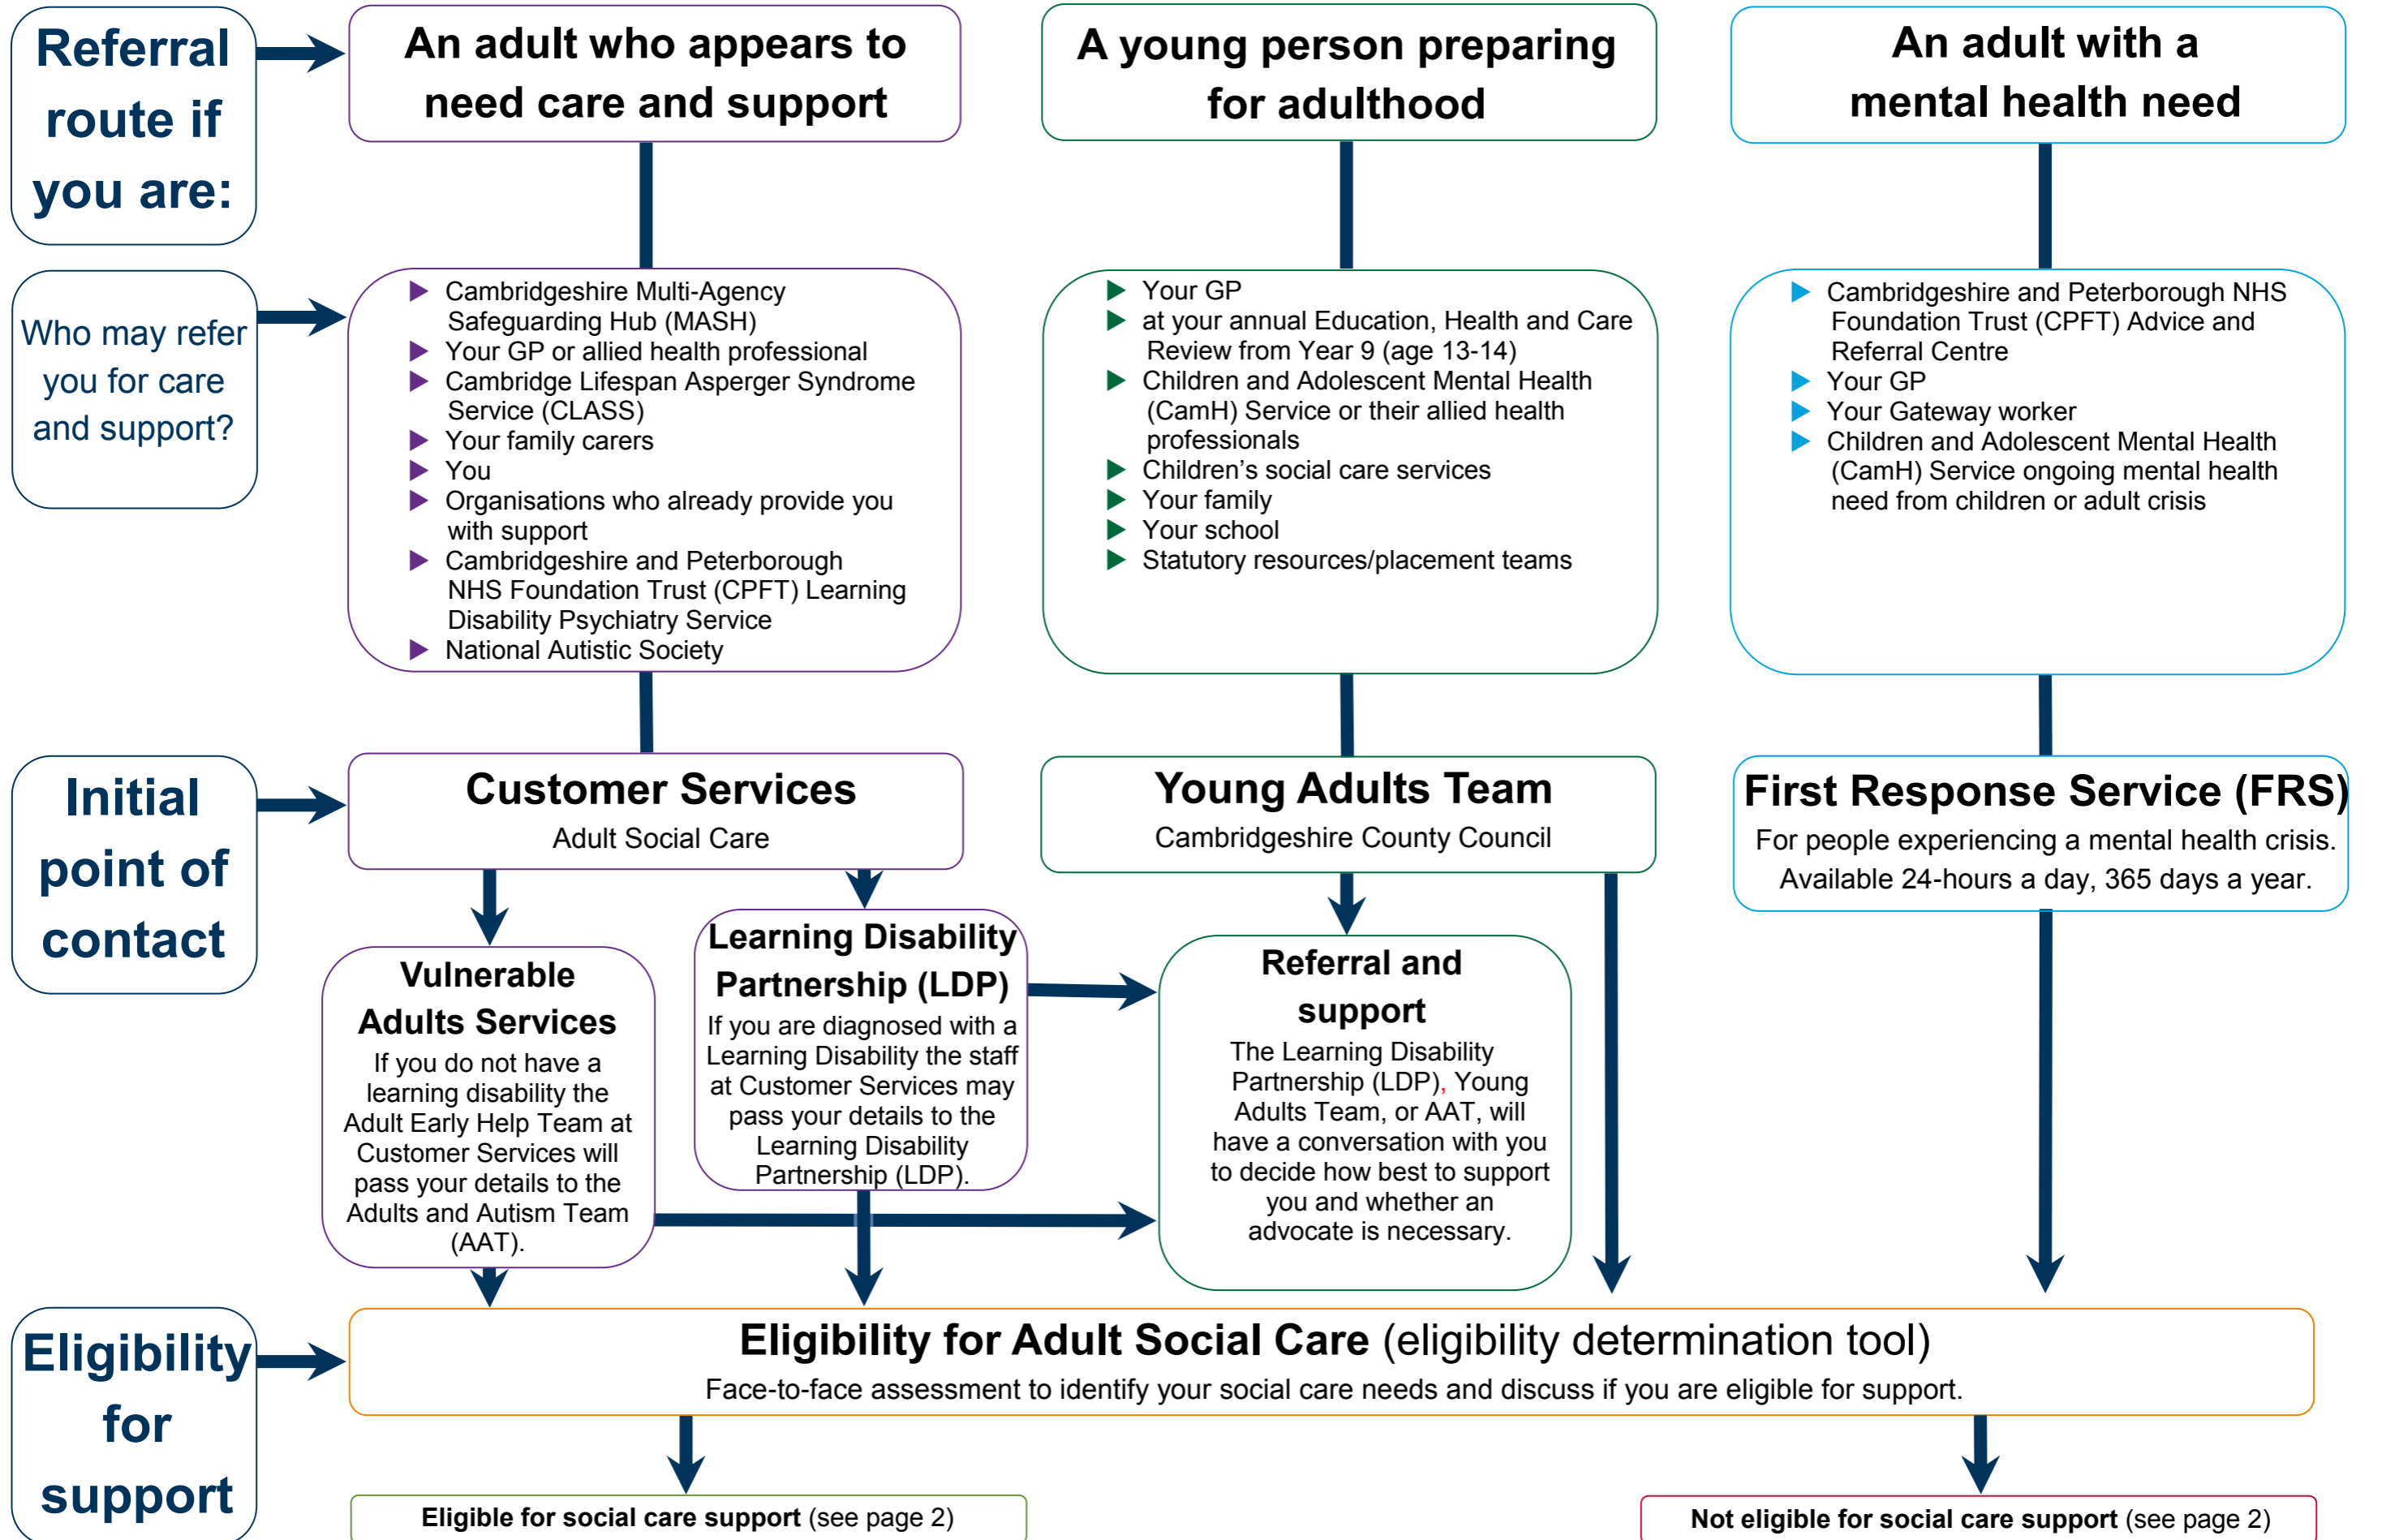 Referral
route if
you are:
An adult who appears to
need care and support
A young person preparing
for adulthood
An adult with a
mental health need
Who may refer
you for care
and support?
Cambridgeshire Multi-Agency
Safeguarding Hub (MASH)
Your GP or allied health professional
Cambridge Lifespan Asperger Syndrome
Service (CLASS)
Your family carers
You
Organisations who already provide you
with support
Cambridgeshire and Peterborough
NHS Foundation Trust (CPFT) Learning
Disability Psychiatry Service
National Autistic Society
Your GP
at your annual Education, Health and Care
Review from Year 9 (age 13-14)
Children and Adolescent Mental Health
(CamH) Service or their allied health
professionals
Children's social care services
Your family
Your school
Statutory resources/placement teams
Cambridgeshire and Peterborough NHS
Foundation Trust (CPFT) Advice and
Referral Centre
Your GP
Your Gateway worker
Children and Adolescent Mental Health
(CamH) Service ongoing mental health
need from children or adult crisis
Initial
point of
contact
Customer Services
Adult Social Care
Young Adults Team
Cambridgeshire County Council
First Response Service (FRS)
For people experiencing a mental health crisis.
Available 24-hours a day, 365 days a year.
Vulnerable
Adults Services
If you do not have a
learning disability the
Adult Early Help Team at
Customer Services will
pass your details to the
Adults and Autism Team
(AAT).
Learning Disability
Partnership (LDP)
If you are diagnosed with a
Learning Disability the staff
at Customer Services may
pass your details to the
Learning Disability
Partnership (LDP).
Referral and
support
The Learning Disability
Partnership (LDP), Young
Adults Team, or AAT, will
have a conversation with you
to decide how best to support
you and whether an
advocate is necessary.
Eligibility
for
support
Eligibility for Adult Social Care (eligibility determination tool)
Face-to-face assessment to identify your social care needs and discuss if you are eligible for support.
Eligible for social care support (see page 2)
Not eligible for social care support (see page 2)